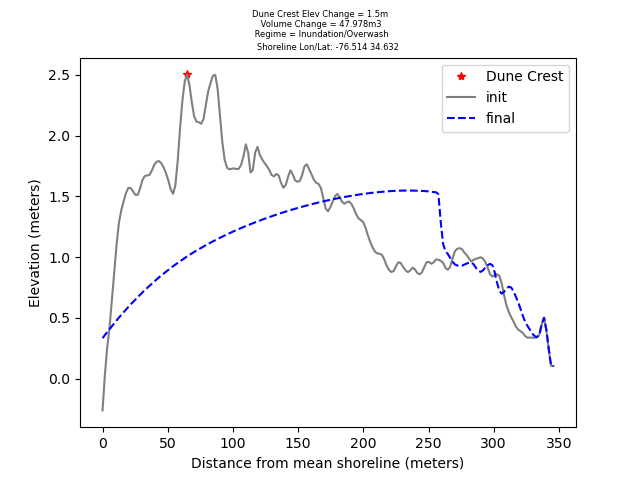 Dune Crest Elev Change = 1.5m
Volume Change = 47.978m3
Regime = Inundation/Overwash
Shoreline Lon/Lat: -76.514 34.632
Dune Crest
init
final
2.5
2.0
1.5
1.0
0.5
0.0
Elevation (meters)
0 50 100 150 200 250 300 350
Distance from mean shoreline (meters)